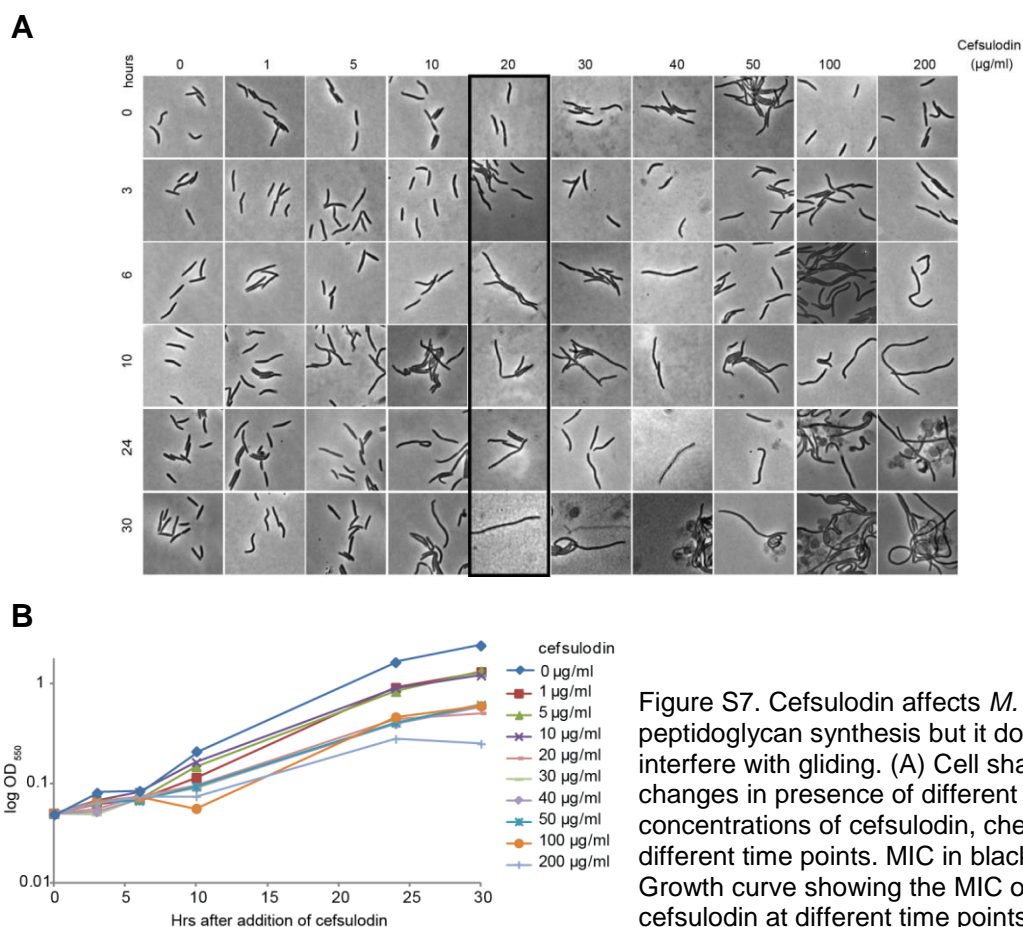 A
Cefsulodin
(µg/ml)
hours
0 1 5 10 20 30 40 50 100 200
0
3
6
10
24
30
B
log OD550
1
0.1
0.01
0 5 10 15 20 25 30
Hrs after addition of cefsulodin
cefsulodin
0 µg/ml
1 µg/ml
5 µg/ml
10 µg/ml
20 µg/ml
30 µg/ml
40 µg/ml
50 µg/ml
100 µg/ml
200 µg/ml
Figure S7. Cefsulodin affects M.
peptidoglycan synthesis but it do
interfere with gliding. (A) Cell sha
changes in presence of different
concentrations of cefsulodin, che
different time points. MIC in black
Growth curve showing the MIC o
cefsulodin at different time points